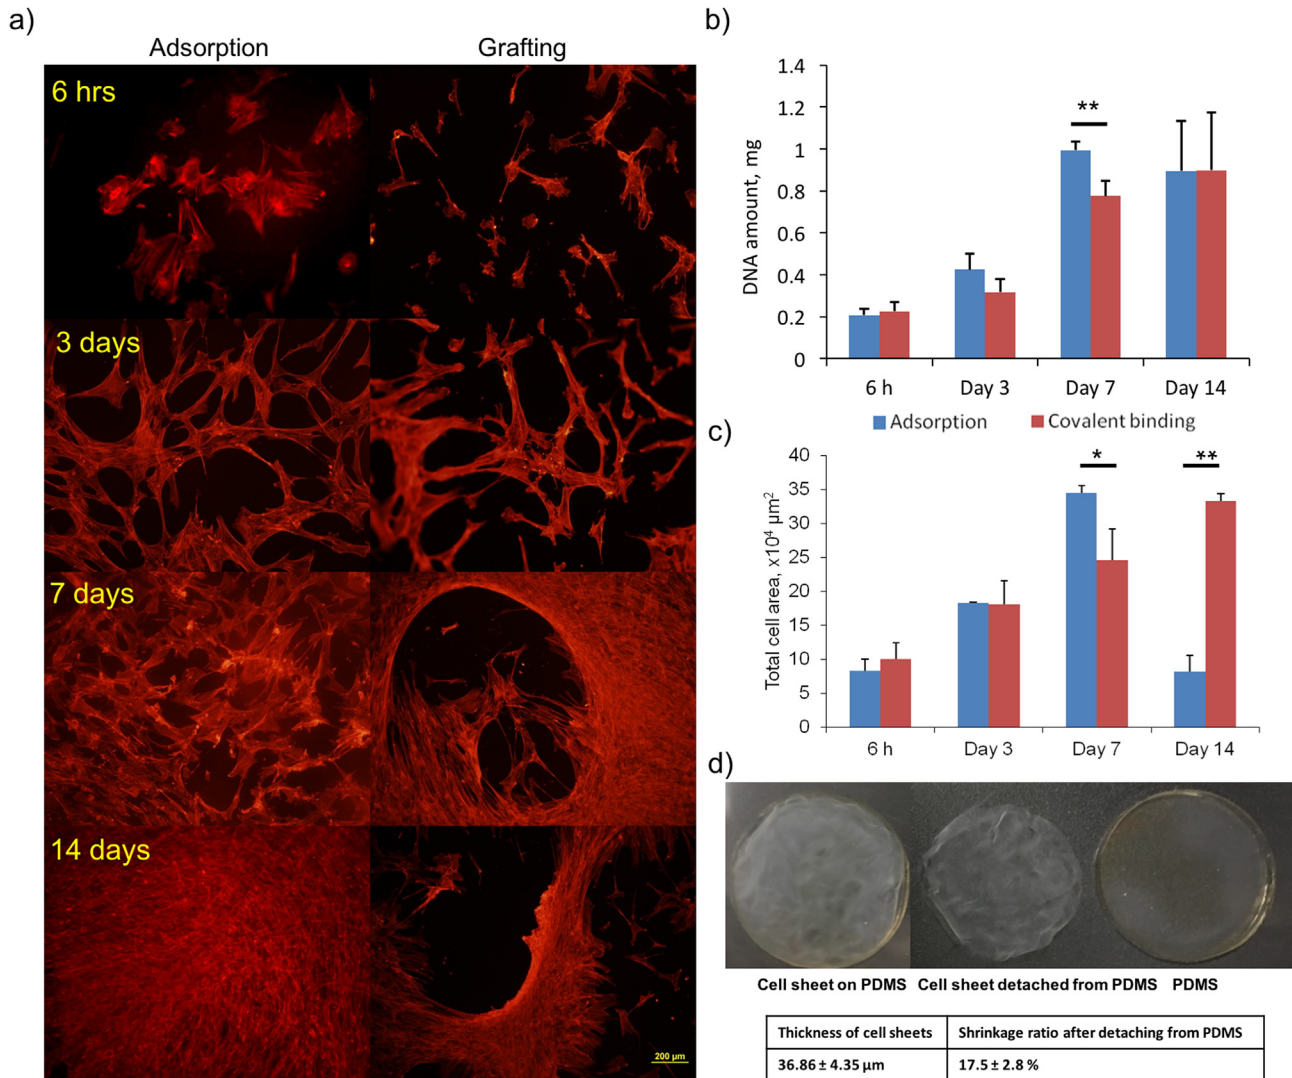 a)
Adsorption
Grafting
6 hrs
3 days
7 days
14 days
200 µm
b)
1.4
1.2
1
0.8
0.6
0.4
0.2
0
DNA amount, mg
**
6 h
Day 3
Day 7
Day 14
Adsorption
Covalent binding
c)
40
35
30
25
20
15
10
5
0
Total cell area, x10⁴ µm²
*
**
6 h
Day 3
Day 7
Day 14
d)
Cell sheet on PDMS
Cell sheet detached from PDMS
PDMS
Thickness of cell sheets
Shrinkage ratio after detaching from PDMS
36.86 ± 4.35 µm
17.5 ± 2.8 %